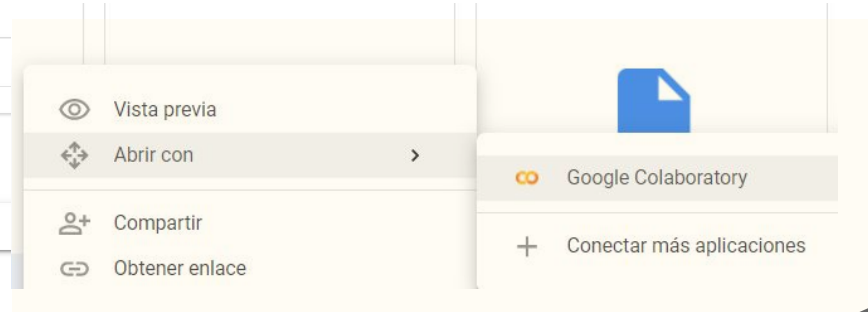 Vista previa
Abrir con
Google Colaboratory
Compartir
Conectar más aplicaciones
Obtener enlace